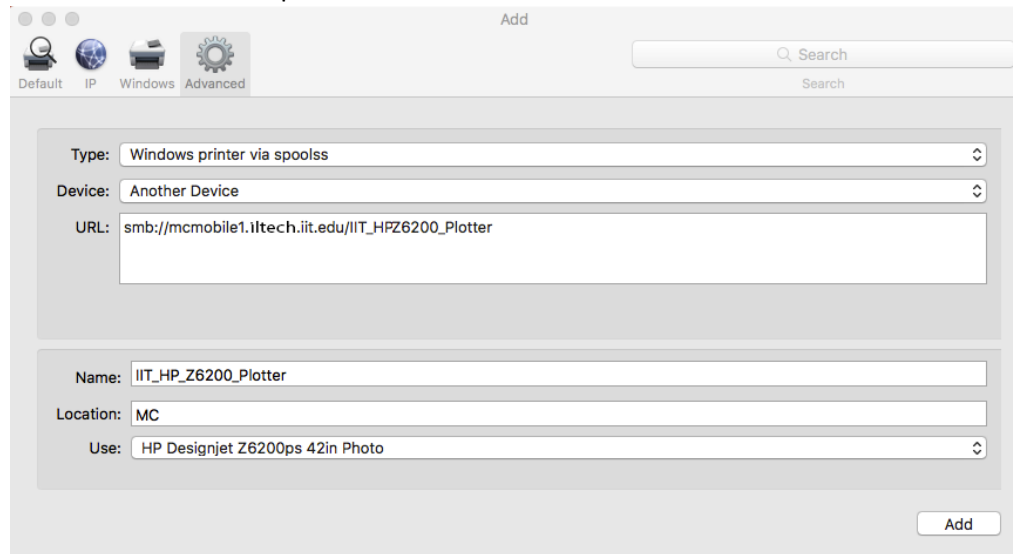 Add
Search
Default IP Windows Advanced
Search
Type: Windows printer via spoolss
Device: Another Device
URL: smb://mcmobile1.iltech.iit.edu/IIT_HPZ6200_Plotter
Name: IIT_HP_Z6200_Plotter
Location: MC
Use: HP Designjet Z6200ps 42in Photo
Add